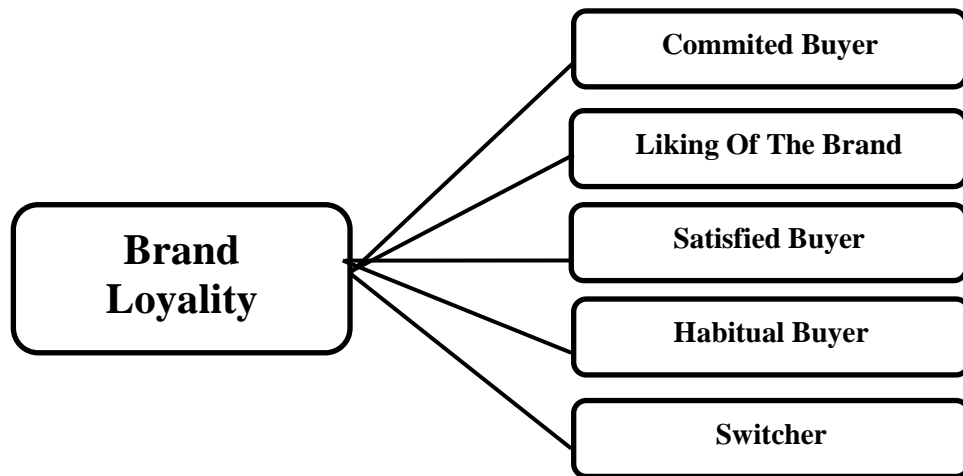 Commited Buyer
Liking Of The Brand
Brand
Loyality
Satisfied Buyer
Habitual Buyer
Switcher